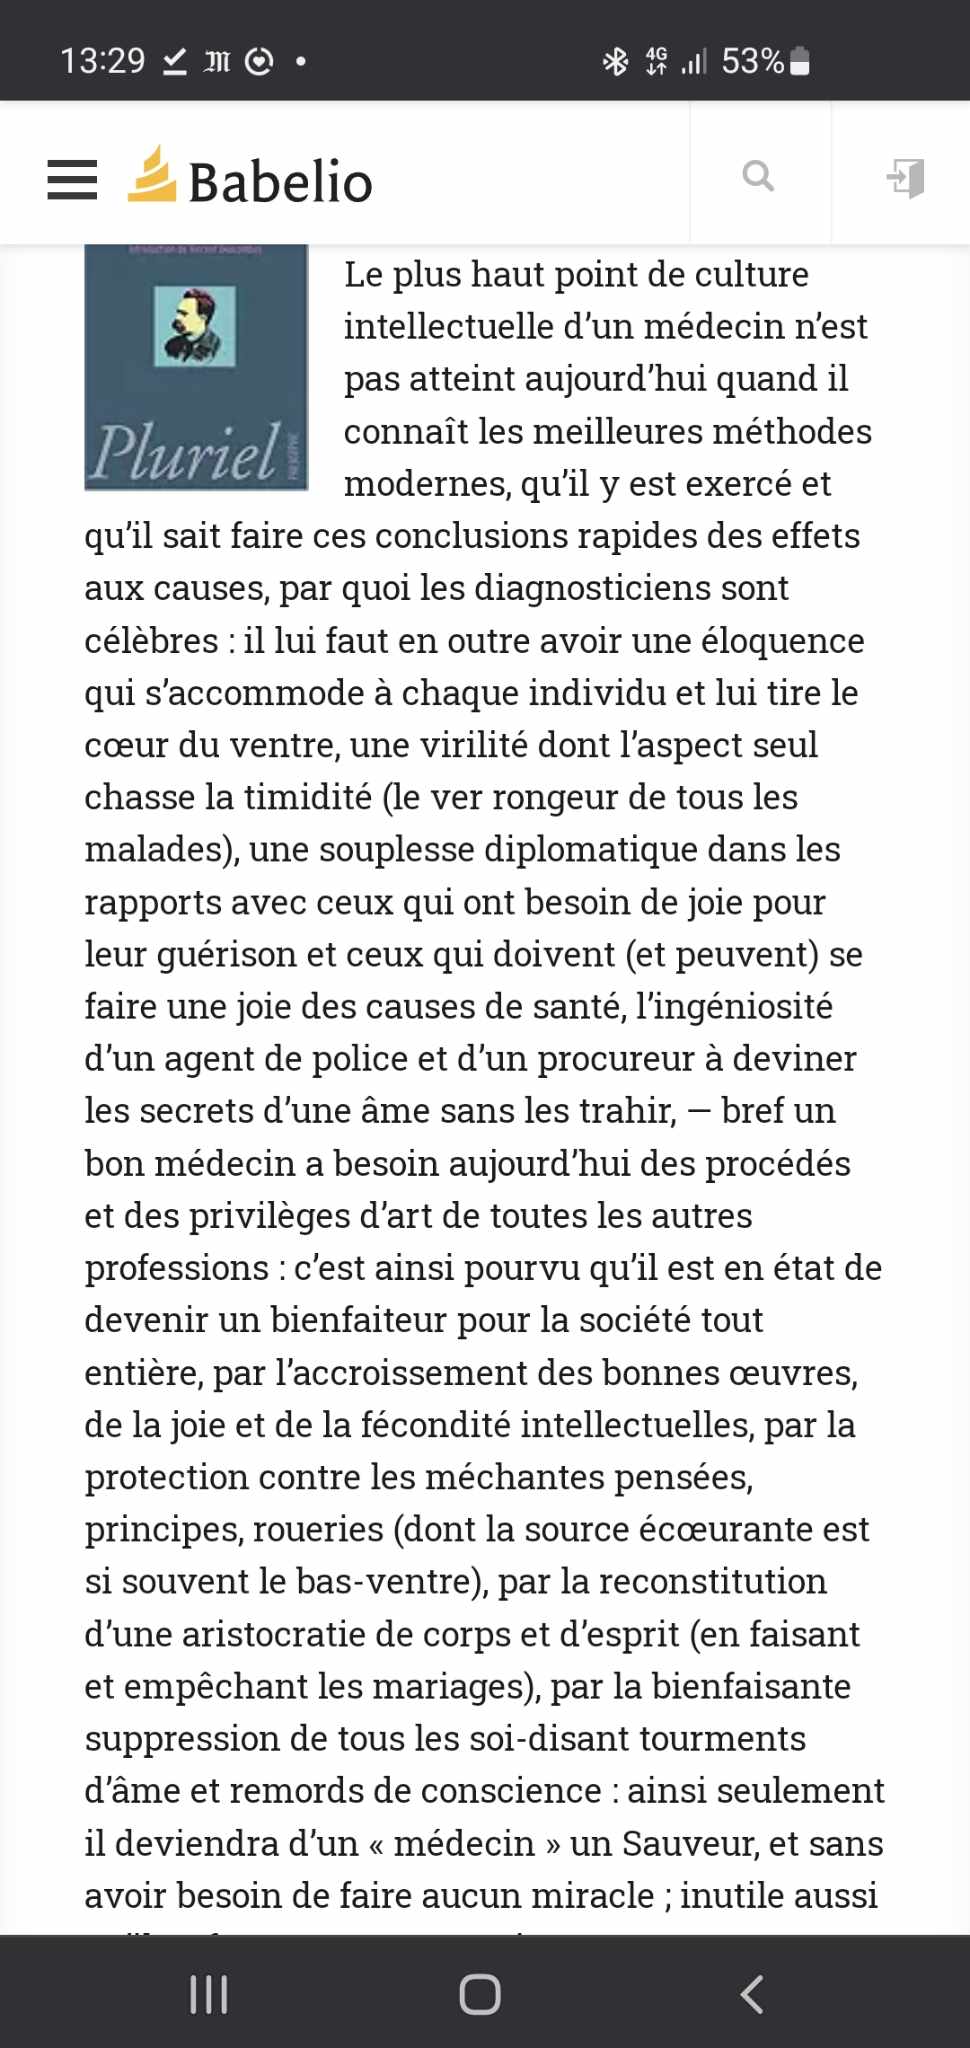 13:29
4G
53%
Babelio
Introduction de Vincent Descombes
Pluriel
Le plus haut point de culture
intellectuelle d’un médecin n’est
pas atteint aujourd’hui quand il
connaît les meilleures méthodes
modernes, qu’il y est exercé et
qu’il sait faire ces conclusions rapides des effets
aux causes, par quoi les diagnosticiens sont
célèbres : il lui faut en outre avoir une éloquence
qui s’accommode à chaque individu et lui tire le
cœur du ventre, une virilité dont l’aspect seul
chasse la timidité (le ver rongeur de tous les
malades), une souplesse diplomatique dans les
rapports avec ceux qui ont besoin de joie pour
leur guérison et ceux qui doivent (et peuvent) se
faire une joie des causes de santé, l’ingéniosité
d’un agent de police et d’un procureur à deviner
les secrets d’une âme sans les trahir, — bref un
bon médecin a besoin aujourd’hui des procédés
et des privilèges d’art de toutes les autres
professions : c’est ainsi pourvu qu’il est en état de
devenir un bienfaiteur pour la société tout
entière, par l’accroissement des bonnes œuvres,
de la joie et de la fécondité intellectuelles, par la
protection contre les méchantes pensées,
principes, roueries (dont la source écœurante est
si souvent le bas-ventre), par la reconstitution
d’une aristocratie de corps et d’esprit (en faisant
et empêchant les mariages), par la bienfaisante
suppression de tous les soi-disant tourments
d’âme et remords de conscience : ainsi seulement
il deviendra d’un « médecin » un Sauveur, et sans
avoir besoin de faire aucun miracle ; inutile aussi